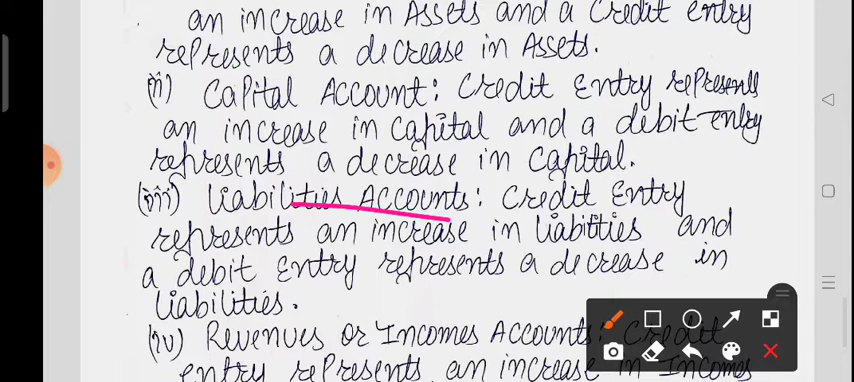 an increase in Assets and a Credit entry
represents a decrease in Assets.
(ii) Capital Account: Credit Entry represents
an increase in capital and a debit entry
represents a decrease in Capital.
(iii) Liabilities Accounts: Credit Entry
represents an increase in liabilities and
a debit Entry represents a decrease in
liabilities.
(iv) Revenues or Incomes Accounts: Credit
entry represents an increase in Incomes